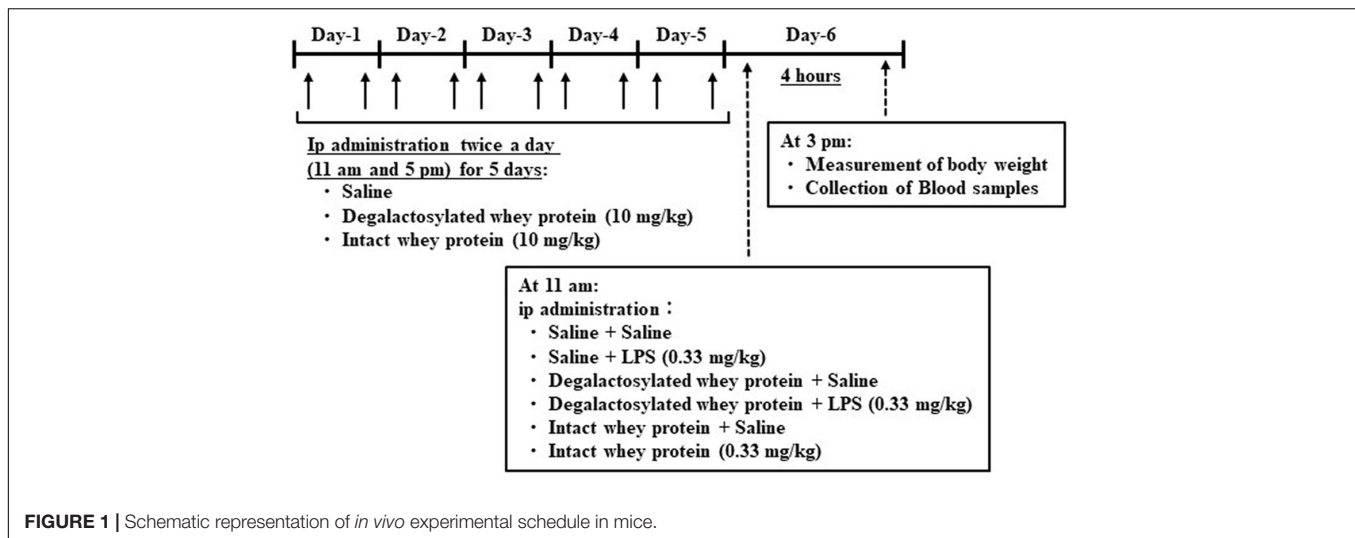 Day-1 Day-2 Day-3 Day-4 Day-5 Day-6
4 hours
Ip administration twice a day
(11 am and 5 pm) for 5 days:
・ Saline
・ Degalactosylated whey protein (10 mg/kg)
・ Intact whey protein (10 mg/kg)
At 3 pm:
・ Measurement of body weight
・ Collection of Blood samples
At 11 am:
ip administration：
・ Saline + Saline
・ Saline + LPS (0.33 mg/kg)
・ Degalactosylated whey protein + Saline
・ Degalactosylated whey protein + LPS (0.33 mg/kg)
・ Intact whey protein + Saline
・ Intact whey protein (0.33 mg/kg)
FIGURE 1 | Schematic representation of in vivo experimental schedule in mice.